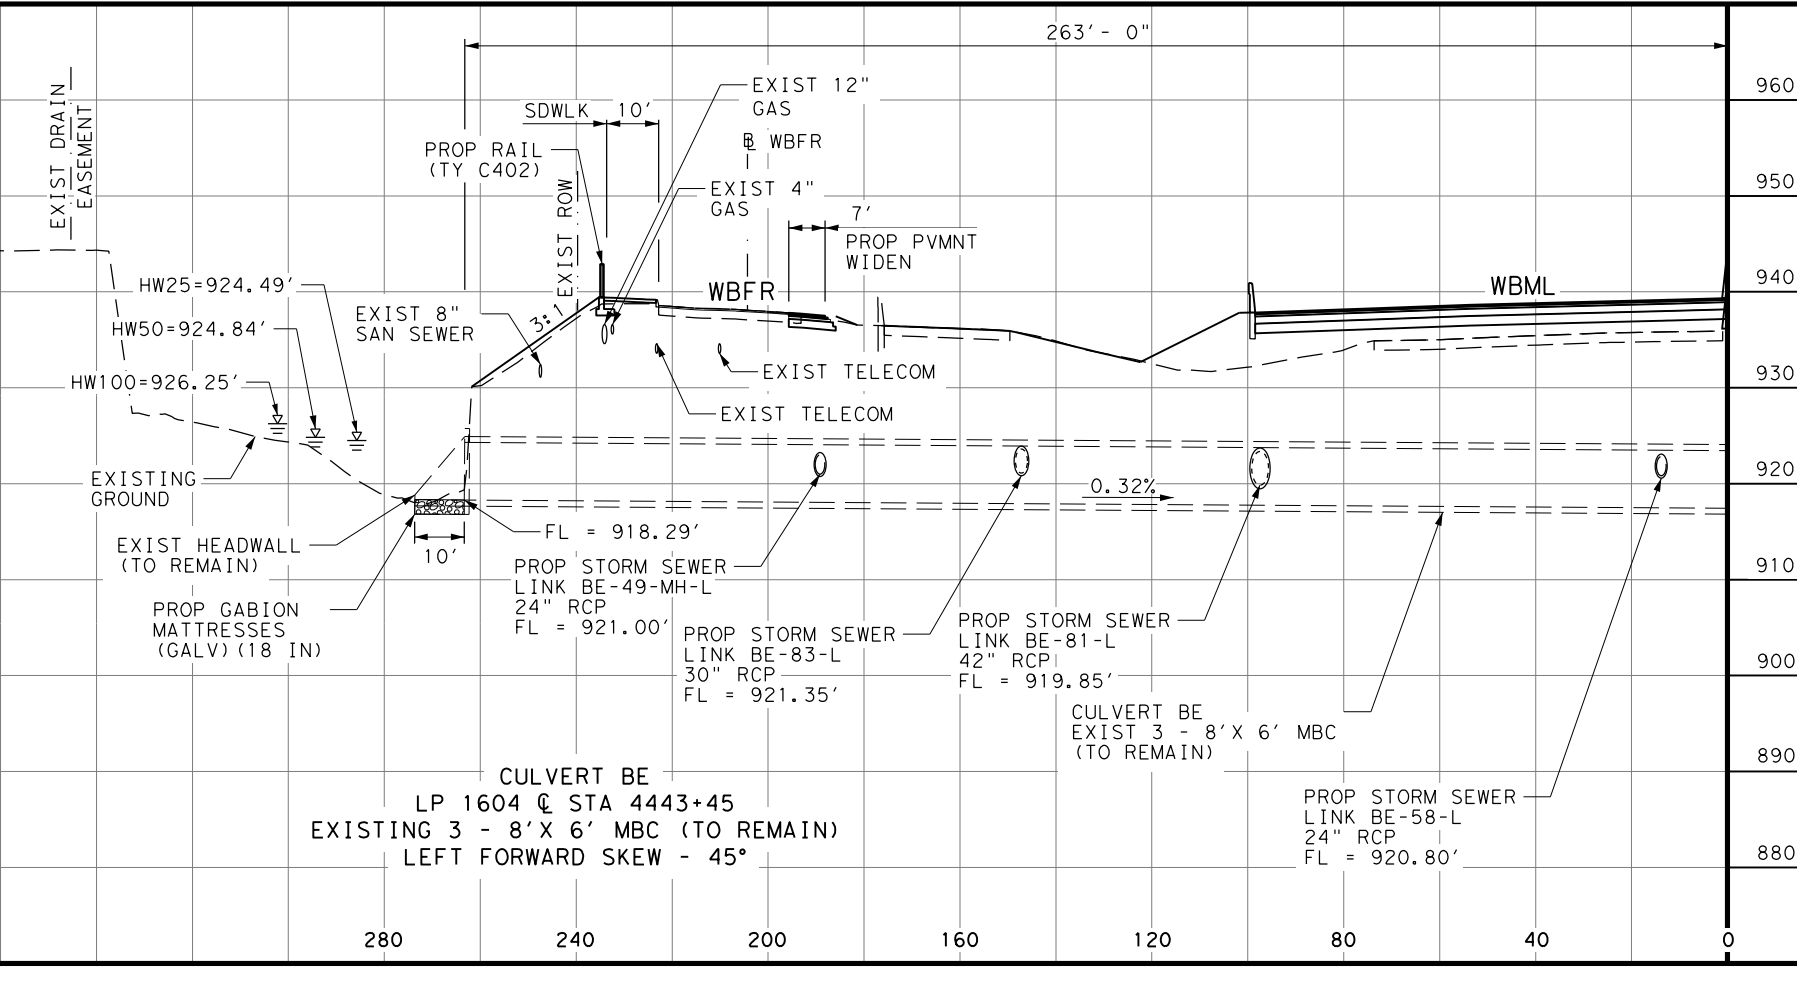 263'- 0"
EXIST DRAIN
EASEMENT
SDWLK
10'
EXIST 12"
GAS
PROP RAIL
(TY C402)
EXIST ROW
℄ WBFR
EXIST 4"
GAS
7'
PROP PVMNT
WIDEN
960
950
940
930
920
910
900
890
880
HW25=924.49'
HW50=924.84'
HW100=926.25'
EXIST 8"
SAN SEWER
3:1
WBFR
WBML
EXIST TELECOM
EXIST TELECOM
EXISTING
GROUND
0.32%
EXIST HEADWALL
(TO REMAIN)
10'
FL = 918.29'
PROP GABION
MATTRESSES
(GALV)(18 IN)
PROP STORM SEWER
LINK BE-49-MH-L
24" RCP
FL = 921.00'
PROP STORM SEWER
LINK BE-83-L
30" RCP
FL = 921.35'
PROP STORM SEWER
LINK BE-81-L
42" RCP
FL = 919.85'
CULVERT BE
EXIST 3 - 8'X 6' MBC
(TO REMAIN)
PROP STORM SEWER
LINK BE-58-L
24" RCP
FL = 920.80'
CULVERT BE
LP 1604 ℄ STA 4443+45
EXISTING 3 - 8'X 6' MBC (TO REMAIN)
LEFT FORWARD SKEW - 45°
280 240 200 160 120 80 40 0